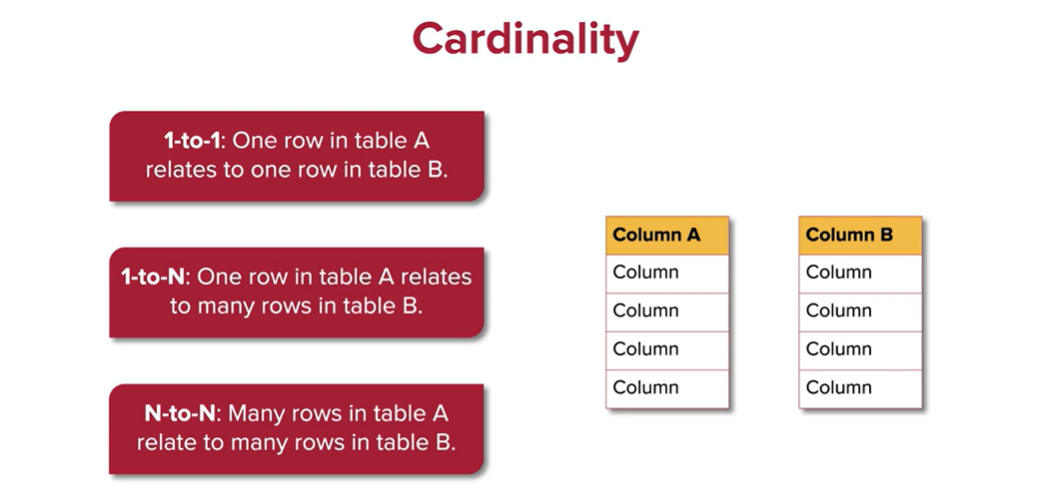 Cardinality
1-to-1: One row in table A
relates to one row in table B.
1-to-N: One row in table A relates
to many rows in table B.
N-to-N: Many rows in table A
relate to many rows in table B.
Column A
Column
Column
Column
Column
Column B
Column
Column
Column
Column